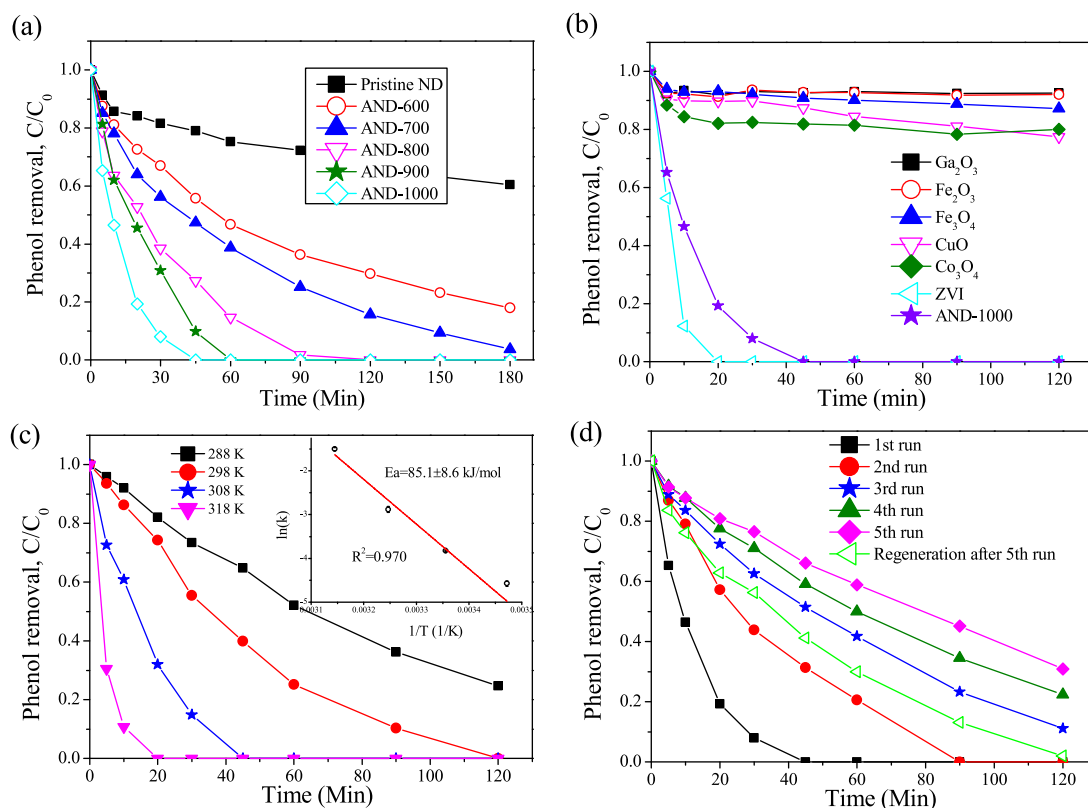 (a)
Phenol removal, C/C₀
1.0
0.8
0.6
0.4
0.2
0.0
Pristine ND
AND-600
AND-700
AND-800
AND-900
AND-1000
0 30 60 90 120 150 180
Time (Min)
(b)
Phenol removal, C/C₀
1.0
0.8
0.6
0.4
0.2
0.0
Ga₂O₃
Fe₂O₃
Fe₃O₄
CuO
Co₃O₄
ZVI
AND-1000
0 20 40 60 80 100 120
Time (min)
(c)
Phenol removal, C/C₀
1.0
0.8
0.6
0.4
0.2
0.0
288 K
298 K
308 K
318 K
ln(k)
-2
-3
-4
-5
Ea=85.1±8.6 kJ/mol
R²=0.970
0.0031 0.0032 0.0033 0.0034 0.0035
1/T (1/K)
0 20 40 60 80 100 120
Time (Min)
(d)
Phenol removal, C/C₀
1.0
0.8
0.6
0.4
0.2
0.0
1st run
2nd run
3rd run
4th run
5th run
Regeneration after 5th run
0 20 40 60 80 100 120
Time (Min)